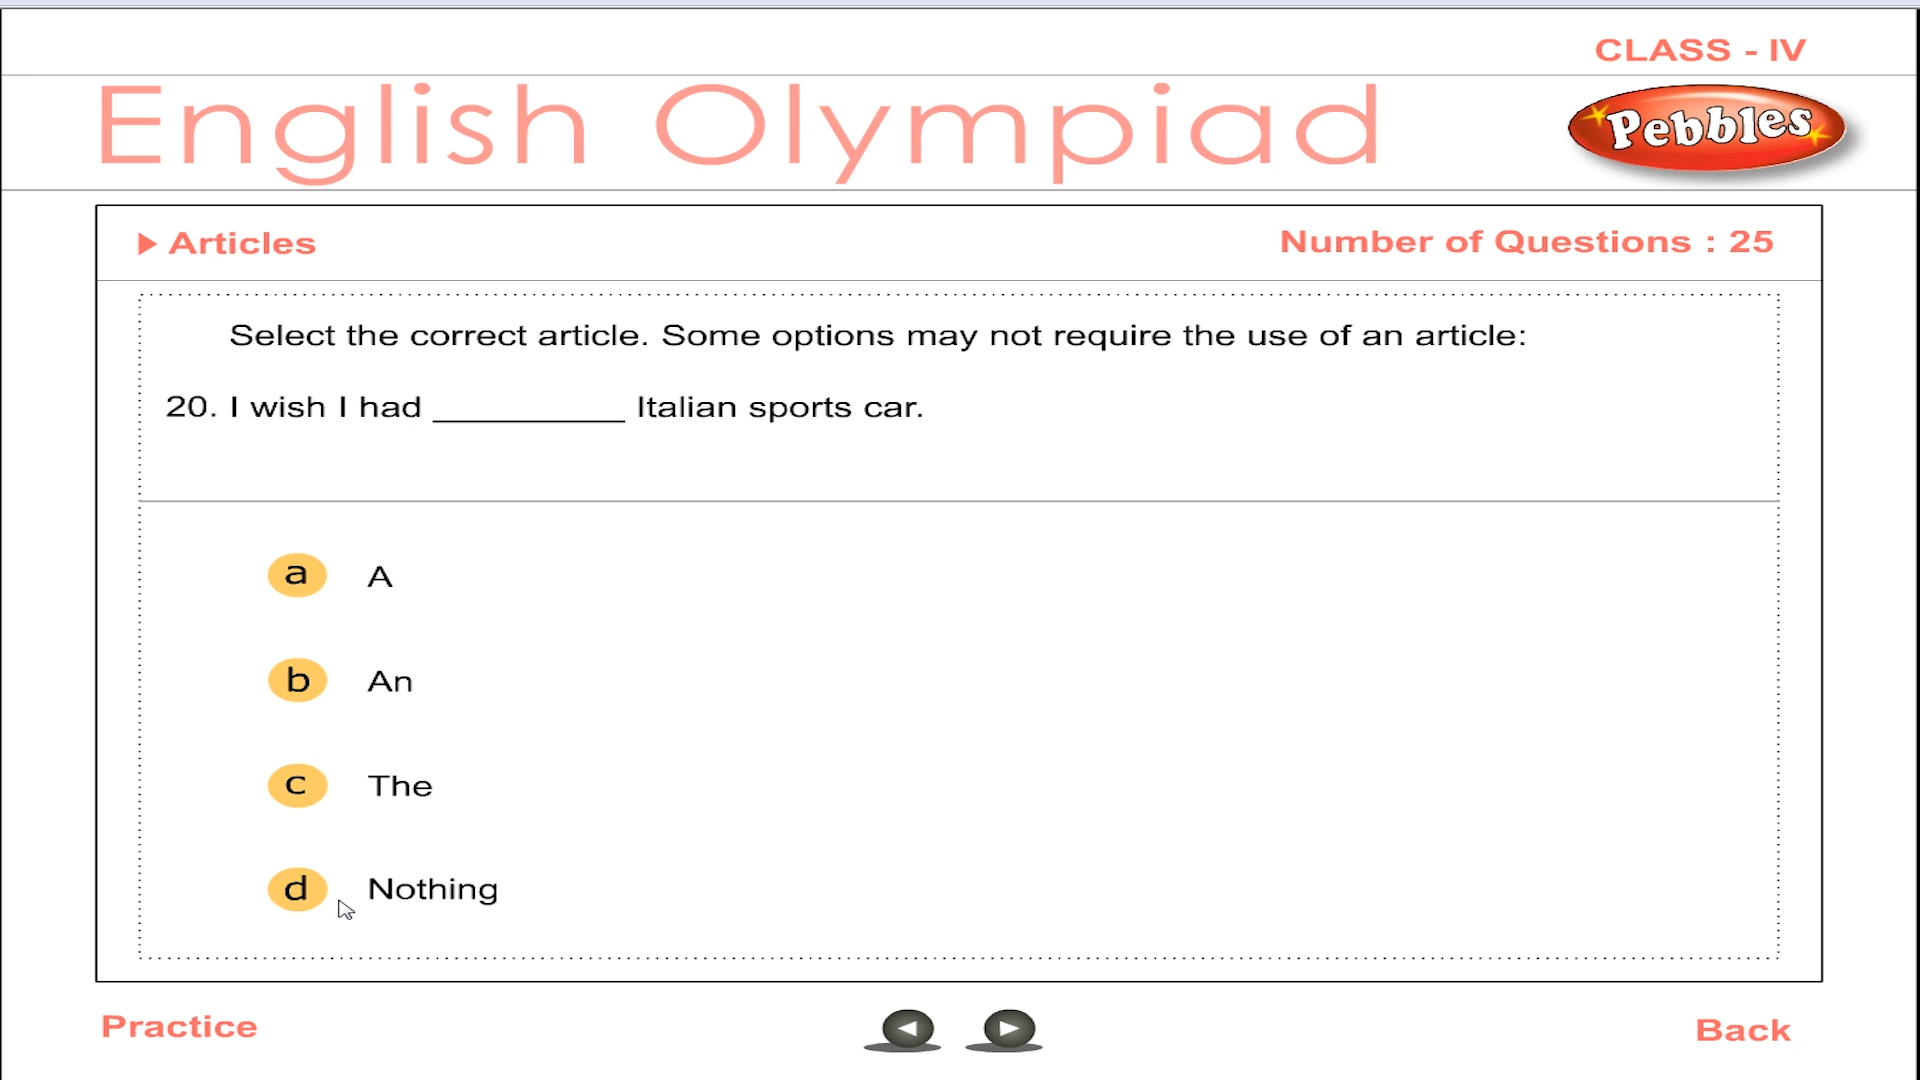 CLASS - IV
English Olympiad
Pebbles
Articles
Number of Questions : 25
Select the correct article. Some options may not require the use of an article:
20. I wish I had __________ Italian sports car.
a A
b An
c The
d Nothing
Practice
Back